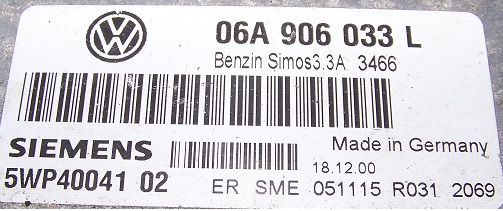 06A 906 033 L
Benzin Simos3.3A 3466
SIEMENS
Made in Germany
18.12.00
5WP40041 02
ER SME 051115 R031 2069